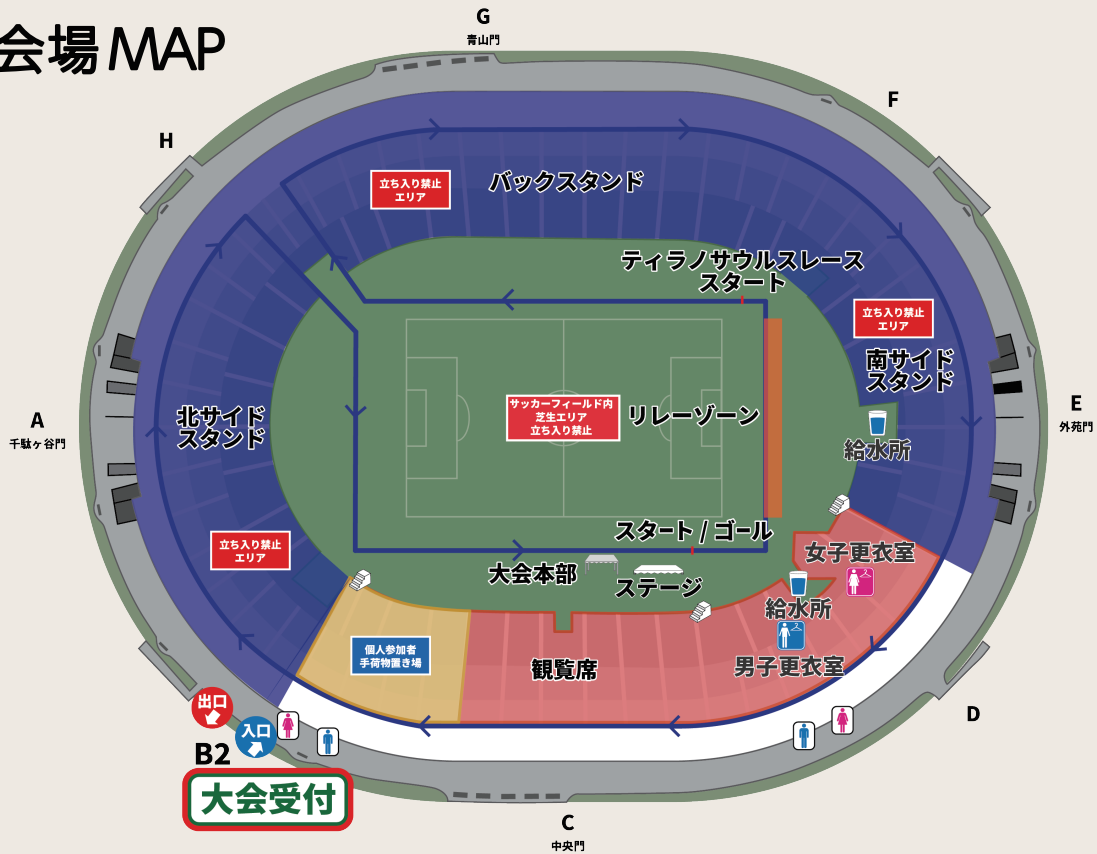 会場 MAP
G
青山門
F
H
立ち入り禁止
エリア
バックスタンド
ティラノサウルスレース
スタート
立ち入り禁止
エリア
南サイド
スタンド
A
千駄ヶ谷門
北サイド
スタンド
サッカーフィールド内
芝生エリア
立ち入り禁止
リレーゾーン
E
外苑門
給水所
スタート / ゴール
立ち入り禁止
エリア
大会本部
ステージ
女子更衣室
給水所
個人参加者
手荷物置き場
観覧席
男子更衣室
出口
入口
D
B2
大会受付
C
中央門